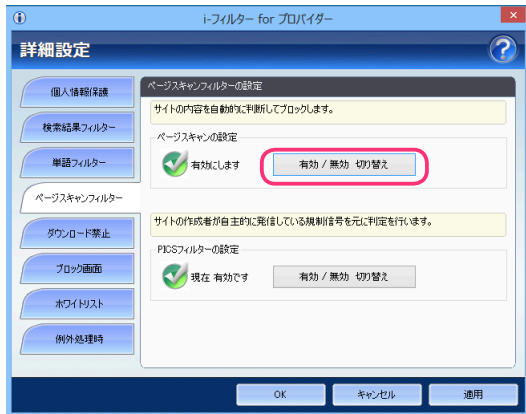 i-フィルター for プロバイダー
詳細設定
個人情報保護
検索結果フィルター
単語フィルター
ページスキャンフィルター
ダウンロード禁止
ブロック画面
ホワイトリスト
例外処理時
ページスキャンフィルターの設定
サイトの内容を自動的に判断してブロックします。
ページスキャンの設定
有効にします
有効 / 無効 切り替え
サイトの作成者が自主的に発信している規制信号を元に判定を行います。
PICSフィルターの設定
現在 有効です
有効 / 無効 切り替え
OK
キャンセル
適用